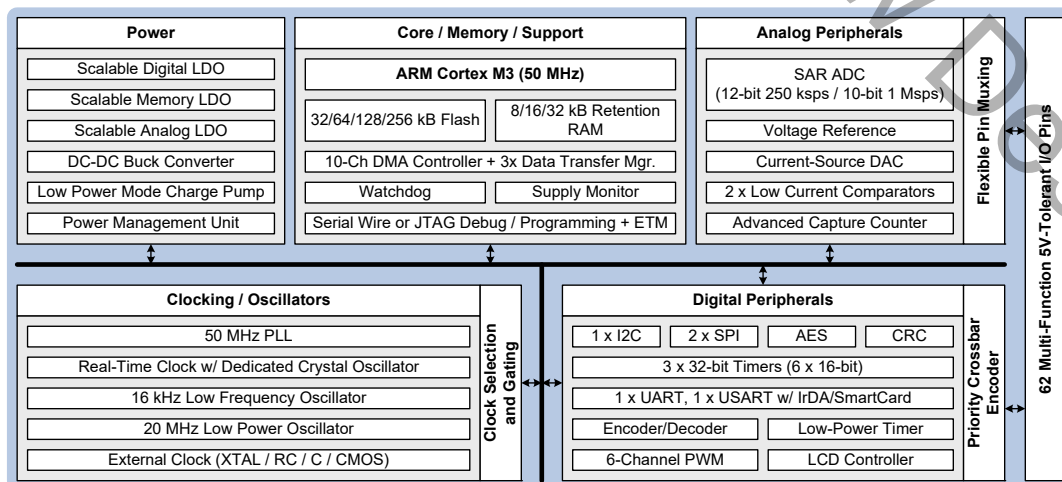 Power
Scalable Digital LDO
Scalable Memory LDO
Scalable Analog LDO
DC-DC Buck Converter
Low Power Mode Charge Pump
Power Management Unit
Core / Memory / Support
ARM Cortex M3 (50 MHz)
32/64/128/256 kB Flash
8/16/32 kB Retention
RAM
10-Ch DMA Controller + 3x Data Transfer Mgr.
Watchdog
Supply Monitor
Serial Wire or JTAG Debug / Programming + ETM
Analog Peripherals
SAR ADC
(12-bit 250 ksps / 10-bit 1 Msps)
Voltage Reference
Current-Source DAC
2 x Low Current Comparators
Advanced Capture Counter
Flexible Pin Muxing
62 Multi-Function 5V-Tolerant I/O Pins
Clocking / Oscillators
50 MHz PLL
Real-Time Clock w/ Dedicated Crystal Oscillator
16 kHz Low Frequency Oscillator
20 MHz Low Power Oscillator
External Clock (XTAL / RC / C / CMOS)
Clock Selection
and Gating
Digital Peripherals
1 x I2C
2 x SPI
AES
CRC
3 x 32-bit Timers (6 x 16-bit)
1 x UART, 1 x USART w/ IrDA/SmartCard
Encoder/Decoder
Low-Power Timer
6-Channel PWM
LCD Controller
Priority Crossbar
Encoder